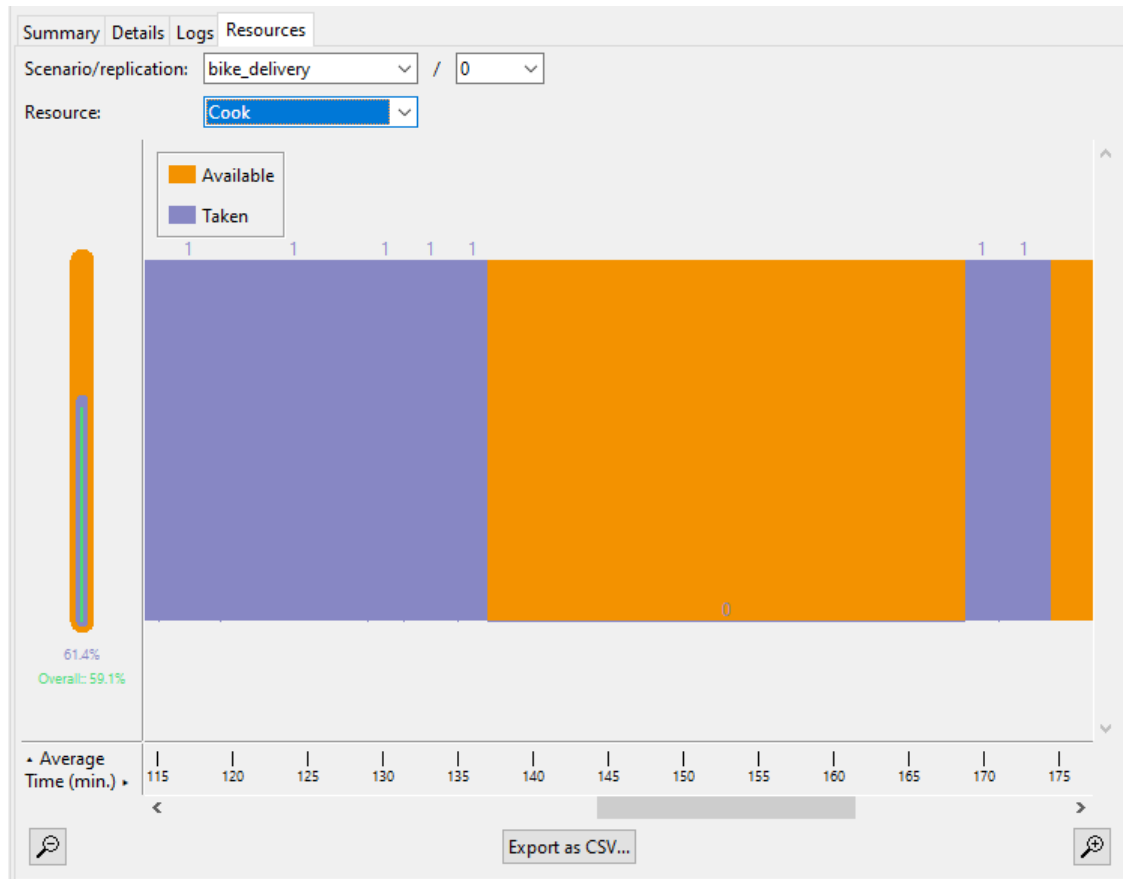 Summary Details Logs Resources
Scenario/replication: bike_delivery / 0
Resource: Cook
Available
Taken
1 1 1 1 1 1 1
0
61.4%
Overall:: 59.1%
Average
Time (min.)
115 120 125 130 135 140 145 150 155 160 165 170 175
Export as CSV...